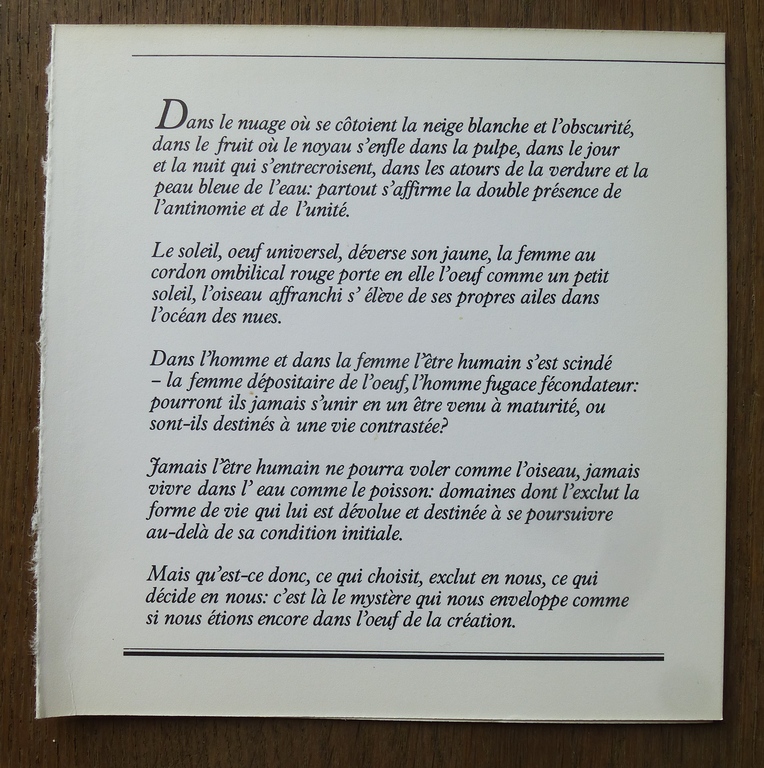 Dans le nuage où se côtoient la neige blanche et l'obscurité,
dans le fruit où le noyau s'enfle dans la pulpe, dans le jour
et la nuit qui s'entrecroisent, dans les atours de la verdure et la
peau bleue de l'eau: partout s'affirme la double présence de
l'antinomie et de l'unité.
Le soleil, oeuf universel, déverse son jaune, la femme au
cordon ombilical rouge porte en elle l'oeuf comme un petit
soleil, l'oiseau affranchi s' élève de ses propres ailes dans
l'océan des nues.
Dans l'homme et dans la femme l'être humain s'est scindé
– la femme dépositaire de l'oeuf, l'homme fugace fécondateur:
pourront ils jamais s'unir en un être venu à maturité, ou
sont-ils destinés à une vie contrastée?
Jamais l'être humain ne pourra voler comme l'oiseau, jamais
vivre dans l' eau comme le poisson: domaines dont l'exclut la
forme de vie qui lui est dévolue et destinée à se poursuivre
au-delà de sa condition initiale.
Mais qu'est-ce donc, ce qui choisit, exclut en nous, ce qui
décide en nous: c'est là le mystère qui nous enveloppe comme
si nous étions encore dans l'oeuf de la création.